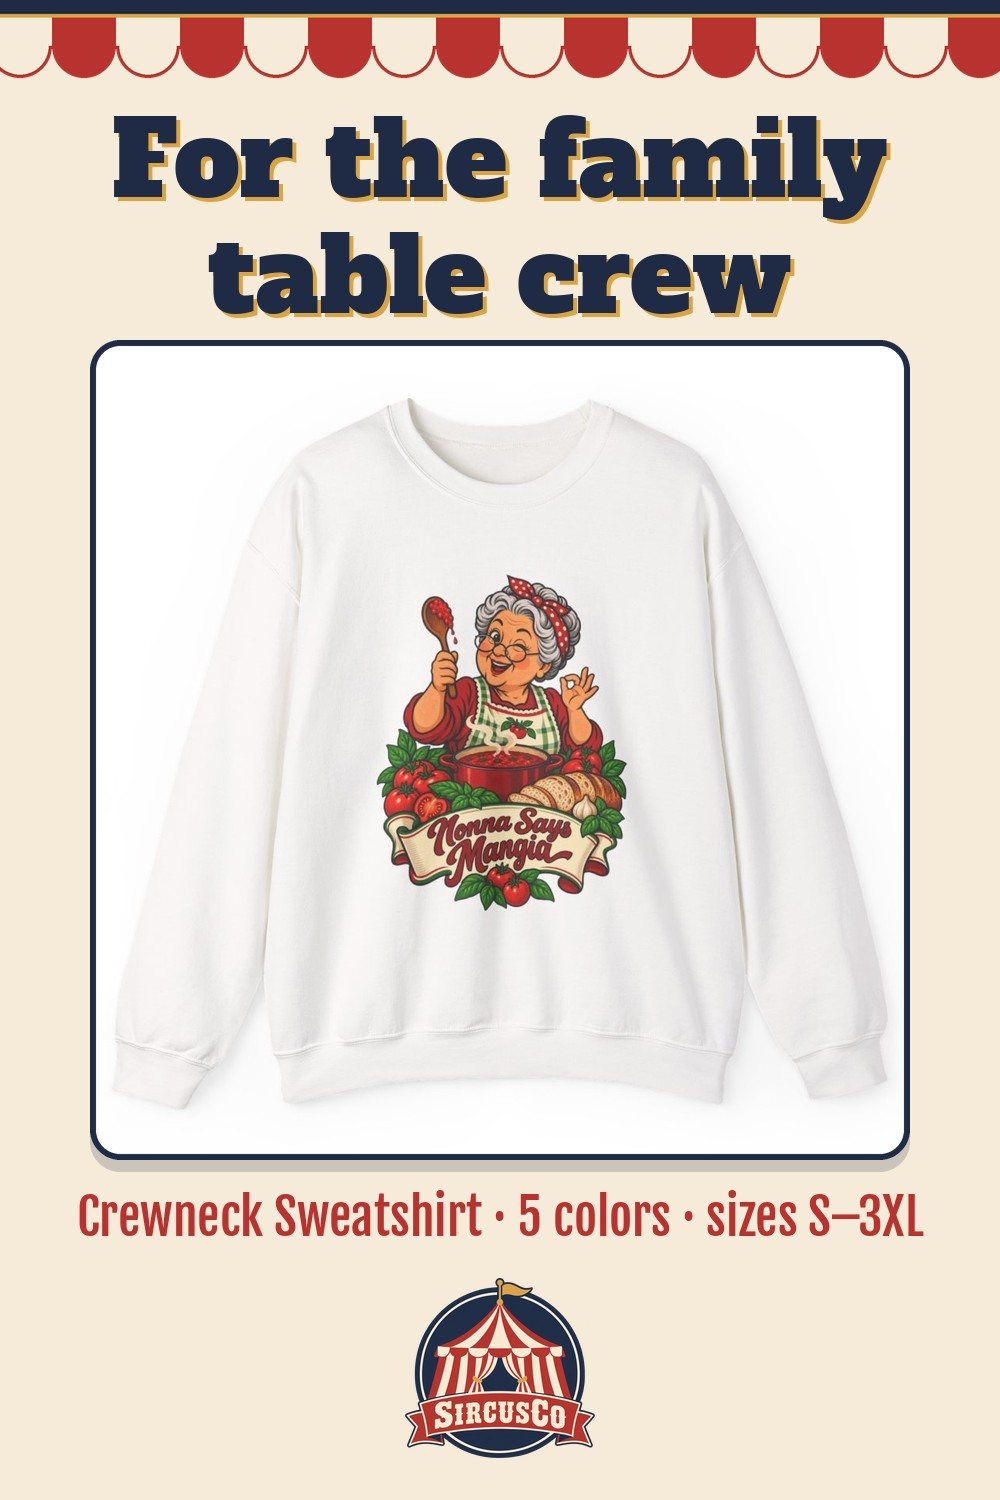 For the family
table crew
Nonna Says
Mangia
Crewneck Sweatshirt · 5 colors · sizes S–3XL
SIRCUSCO